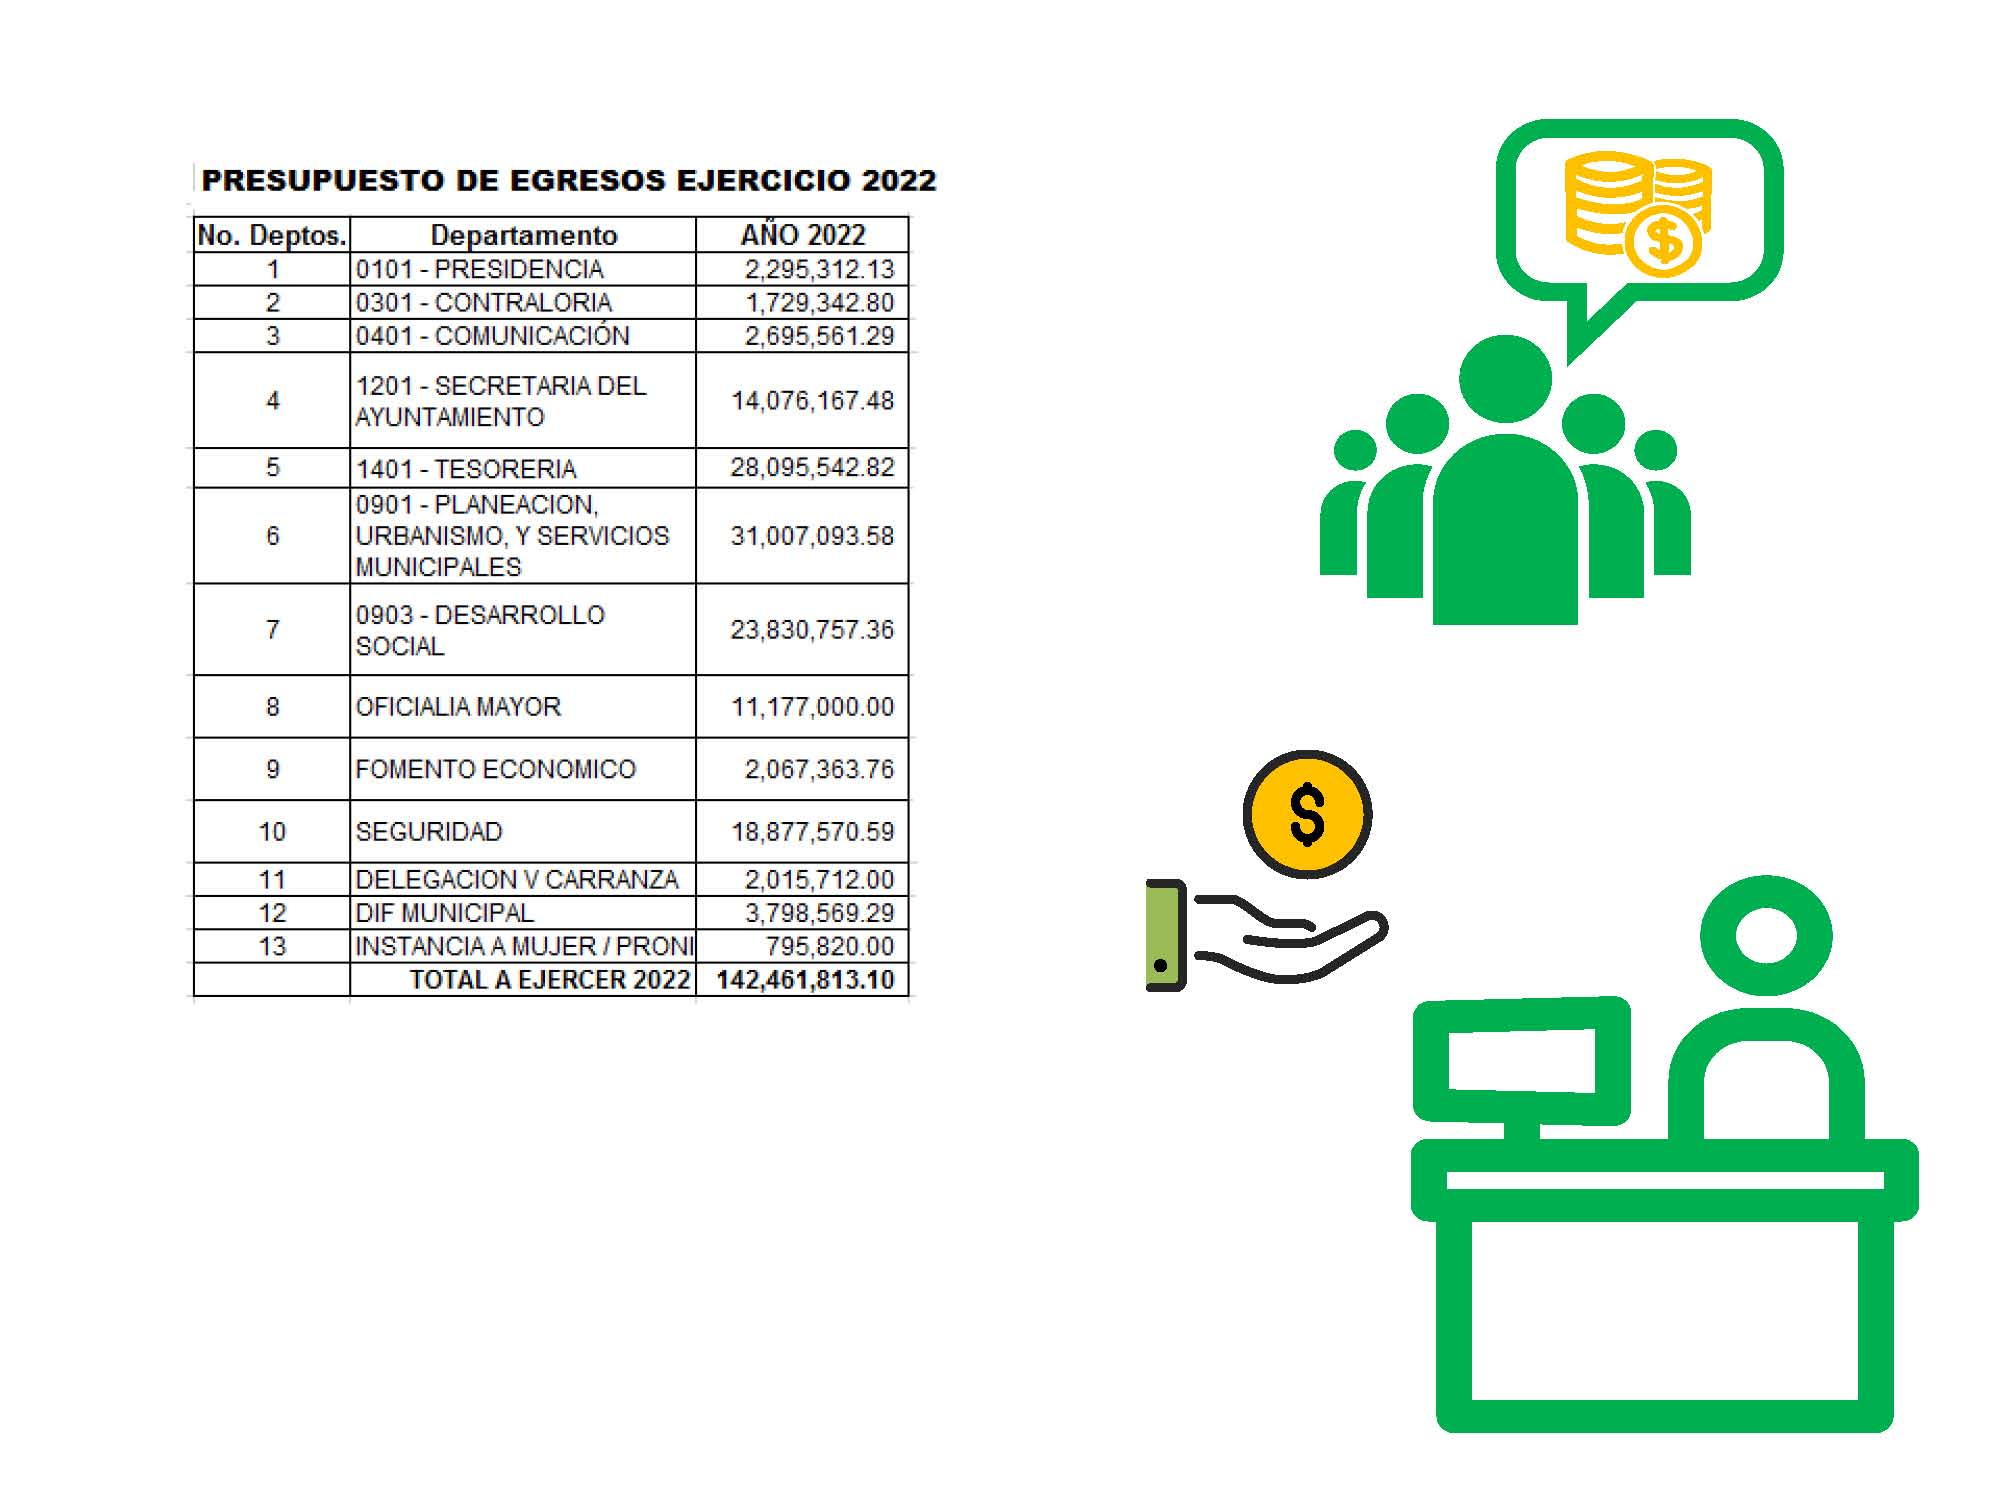 PRESUPUESTO DE EGRESOS EJERCICIO 2022
No. Deptos. Departamento AÑO 2022
1 0101 - PRESIDENCIA 2,295,312.13
2 0301 - CONTRALORIA 1,729,342.80
3 0401 - COMUNICACIÓN 2,695,561.29
4 1201 - SECRETARIA DEL AYUNTAMIENTO 14,076,167.48
5 1401 - TESORERIA 28,095,542.82
6 0901 - PLANEACION, URBANISMO, Y SERVICIOS MUNICIPALES 31,007,093.58
7 0903 - DESARROLLO SOCIAL 23,830,757.36
8 OFICIALIA MAYOR 11,177,000.00
9 FOMENTO ECONOMICO 2,067,363.76
10 SEGURIDAD 18,877,570.59
11 DELEGACION V CARRANZA 2,015,712.00
12 DIF MUNICIPAL 3,798,569.29
13 INSTANCIA A MUJER / PRONI 795,820.00
TOTAL A EJERCER 2022 142,461,813.10
$
$